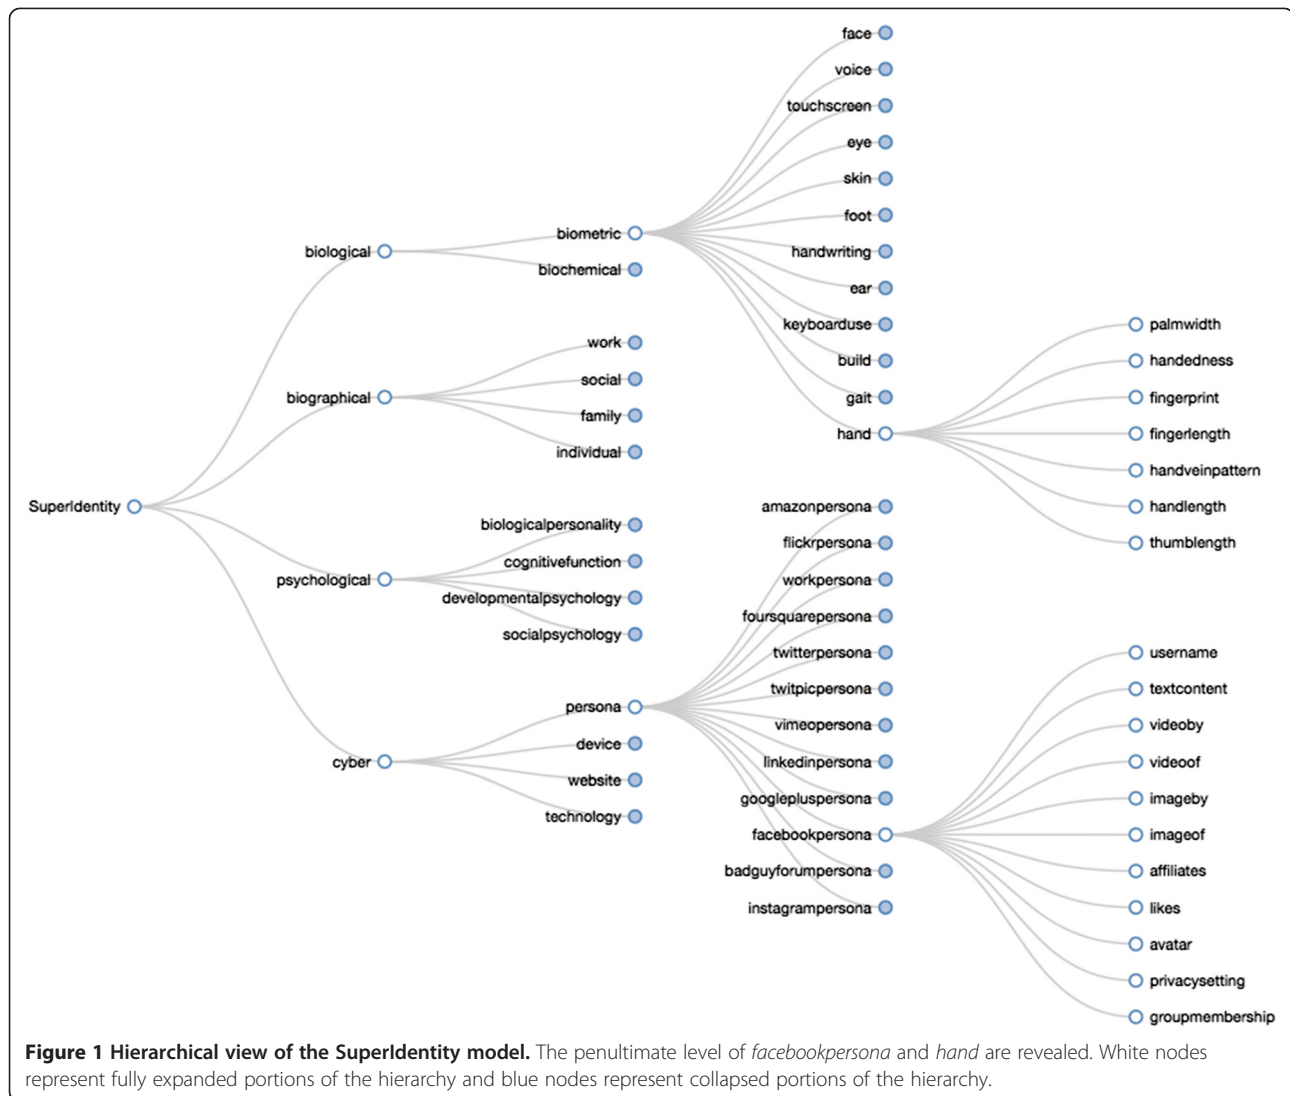 face
voice
touchscreen
eye
skin
foot
biometric
handwriting
biological
biochemical
ear
keyboarduse
palmwidth
work
build
handedness
social
biographical
gait
fingerprint
family
hand
fingerlength
individual
handveinpattern
SuperIdentity
amazonpersona
handlength
biologicalpersonality
flickrpersona
thumblength
cognitivefunction
psychological
workpersona
developmentalpsychology
foursquarepersona
socialpsychology
twitterpersona
username
twitpicpersona
textcontent
persona
vimeopersona
videoby
device
cyber
linkedinpersona
videoof
website
googlepluspersona
imageby
technology
facebookpersona
imageof
badguyforumpersona
affiliates
instagrampersona
likes
avatar
privacysetting
groupmembership
Figure 1 Hierarchical view of the SuperIdentity model. The penultimate level of facebookpersona and hand are revealed. White nodes
represent fully expanded portions of the hierarchy and blue nodes represent collapsed portions of the hierarchy.